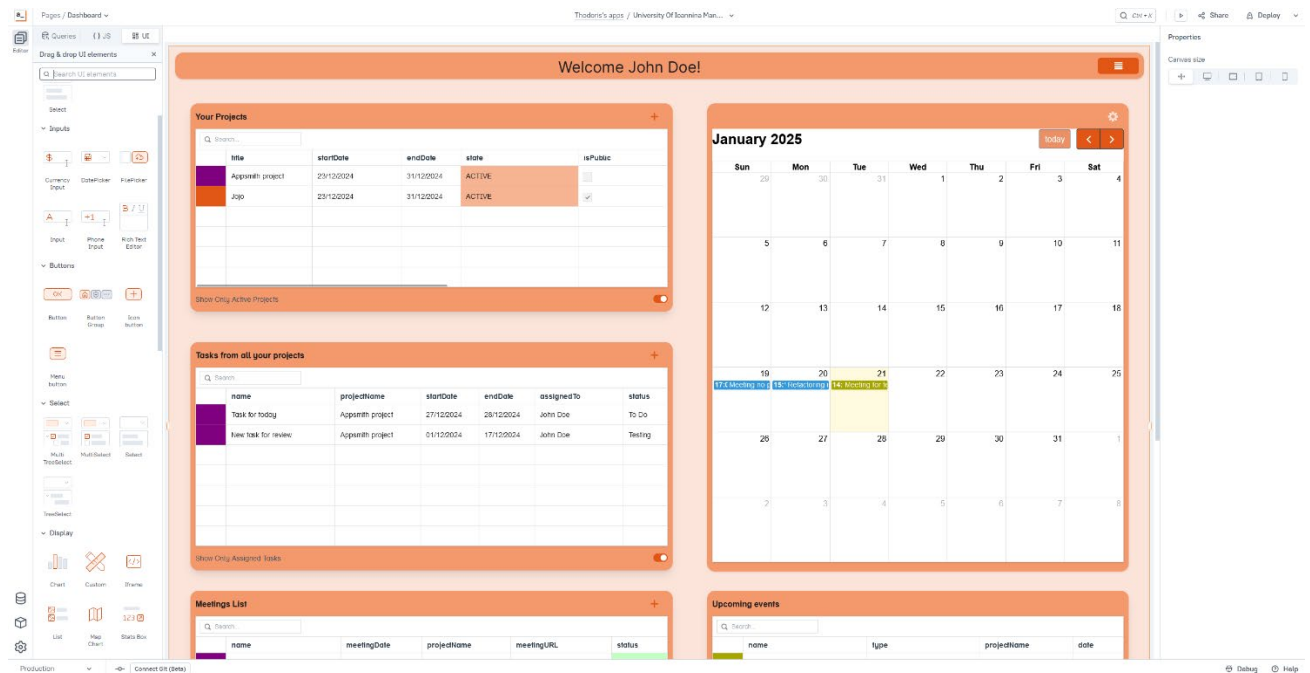 Pages / Dashboard
Thodoris's apps / University Of Ioannina Man...
Ctrl+K
Share
Deploy
Editor
Queries
JS
UI
Drag & drop UI elements
Search UI elements
Select
Inputs
Currency Input
DatePicker
FilePicker
Input
Phone Input
Rich Text Editor
Buttons
Button
Button Group
Icon button
Menu button
Select
Multi TreeSelect
MultiSelect
Select
TreeSelect
Display
Chart
Custom
Iframe
List
Map Chart
Stats Box
Welcome John Doe!
Your Projects
Search...
title startDate endDate state isPublic
Appsmith project 23/12/2024 31/12/2024 ACTIVE
Jojo 23/12/2024 31/12/2024 ACTIVE
Show Only Active Projects
Tasks from all your projects
Search...
name projectName startDate endDate assignedTo status
Task for today Appsmith project 27/12/2024 28/12/2024 John Doe To Do
New task for review Appsmith project 01/12/2024 17/12/2024 John Doe Testing
Show Only Assigned Tasks
Meetings List
Search...
name meetingDate projectName meetingURL status
January 2025
today
Sun Mon Tue Wed Thu Fri Sat
29 30 31 1 2 3 4
5 6 7 8 9 10 11
12 13 14 15 16 17 18
19 20 21 22 23 24 25
Meeting no
Refactoring
Meeting for
26 27 28 29 30 31 1
2 3 4 5 6 7 8
Upcoming events
Search...
name type projectName date
Properties
Canvas size
Production
Connect Git (Beta)
Debug
Help